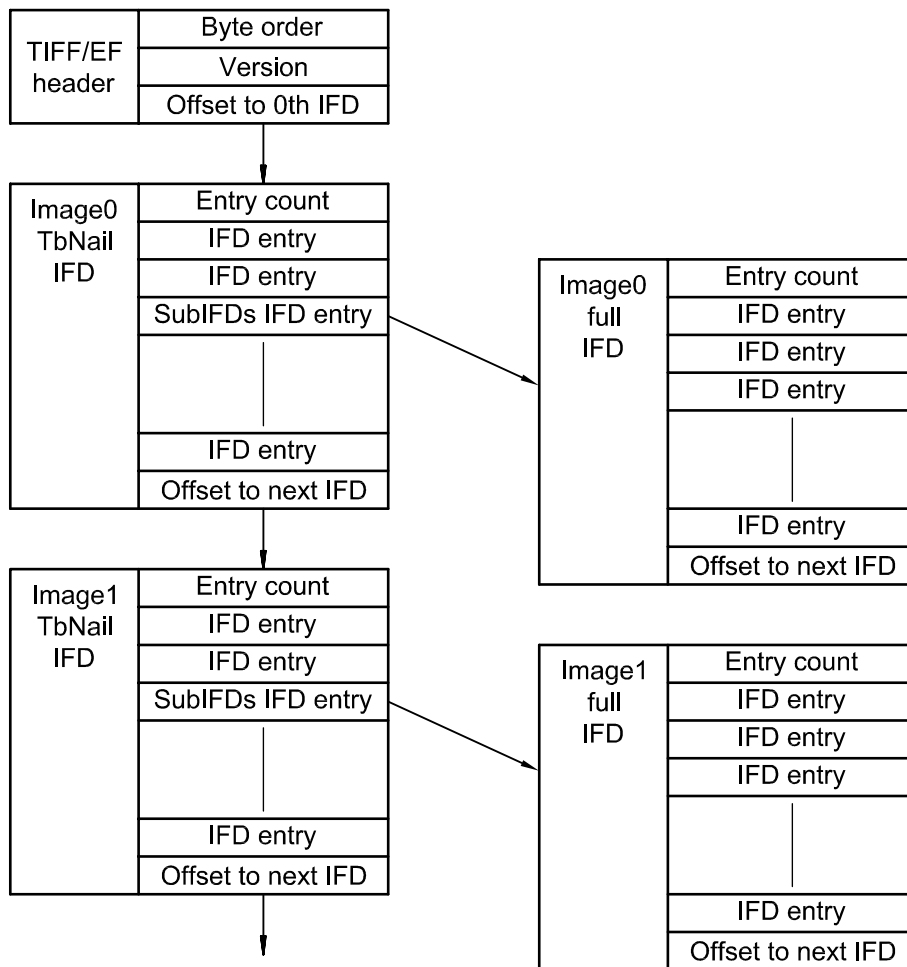 TIFF/EF
header
Byte order
Version
Offset to 0th IFD
Image0
TbNail
IFD
Entry count
IFD entry
IFD entry
SubIFDs IFD entry
IFD entry
Offset to next IFD
Image0
full
IFD
Entry count
IFD entry
IFD entry
IFD entry
IFD entry
Offset to next IFD
Image1
TbNail
IFD
Entry count
IFD entry
IFD entry
SubIFDs IFD entry
IFD entry
Offset to next IFD
Image1
full
IFD
Entry count
IFD entry
IFD entry
IFD entry
IFD entry
Offset to next IFD